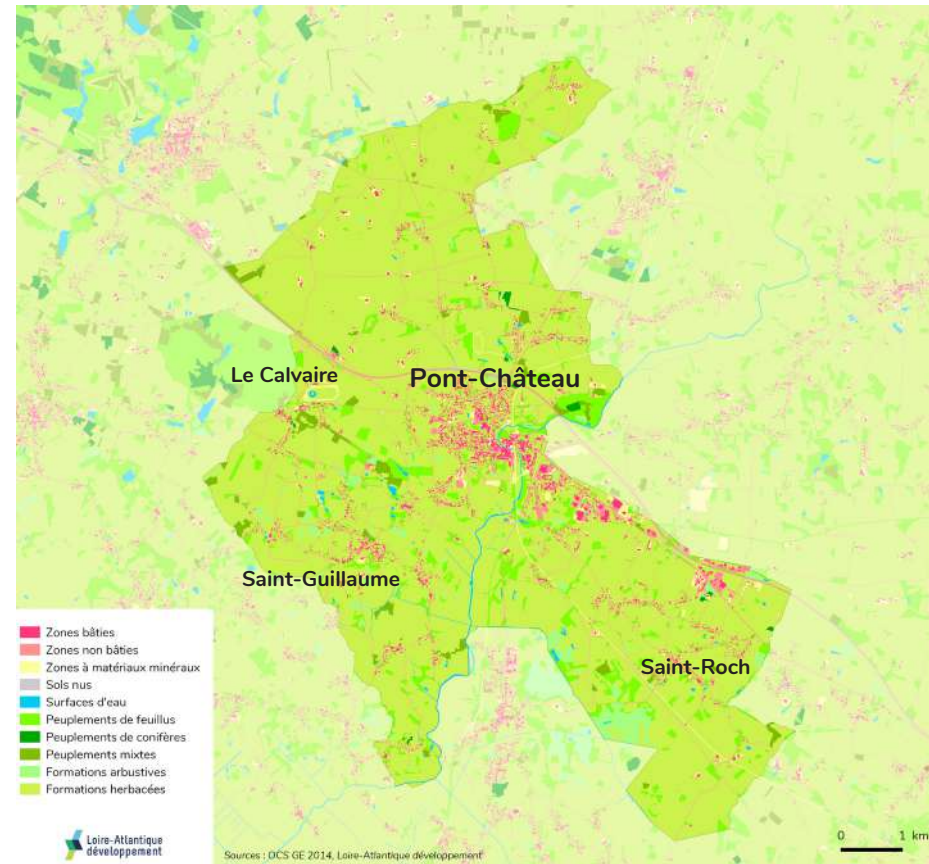 Le Calvaire
Pont-Château
Saint-Guillaume
Saint-Roch
Zones bâties
Zones non bâties
Zones à matériaux minéraux
Sols nus
Surfaces d'eau
Peuplements de feuillus
Peuplements de conifères
Peuplements mixtes
Formations arbustives
Formations herbacées
Loire-Atlantique
développement
Sources : OCS GE 2014, Loire-Atlantique développement
0 1 km